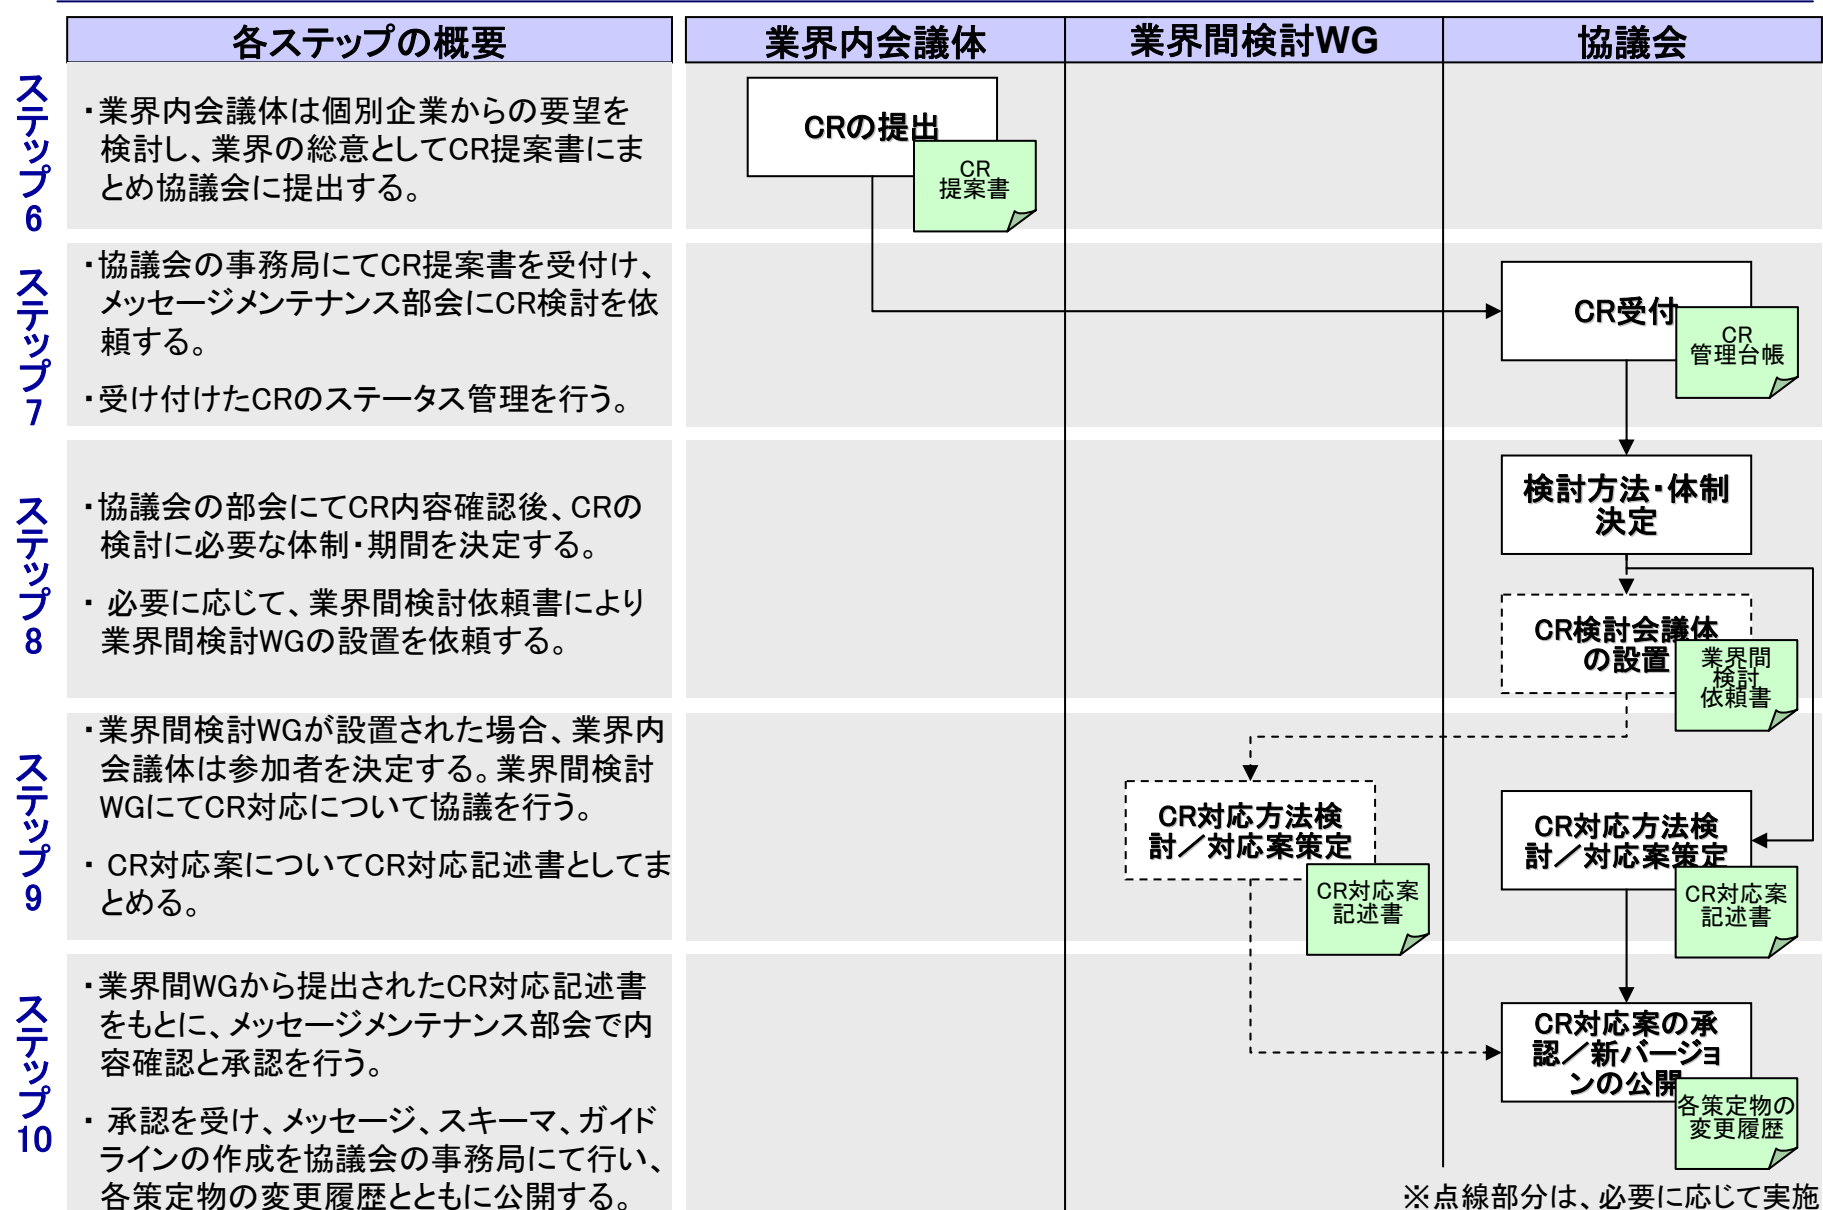 各ステップの概要
業界内会議体
業界間検討WG
協議会
ステップ6
・業界内会議体は個別企業からの要望を
検討し、業界の総意としてCR提案書にま
とめ協議会に提出する。
CRの提出
CR
提案書
ステップ7
・協議会の事務局にてCR提案書を受付け、
メッセージメンテナンス部会にCR検討を依
頼する。
・受け付けたCRのステータス管理を行う。
CR受付
CR
管理台帳
ステップ8
・協議会の部会にてCR内容確認後、CRの
検討に必要な体制・期間を決定する。
・ 必要に応じて、業界間検討依頼書により
業界間検討WGの設置を依頼する。
検討方法・体制
決定
CR検討会議体
の設置
業界間
検討
依頼書
ステップ9
・業界間検討WGが設置された場合、業界内
会議体は参加者を決定する。業界間検討
WGにてCR対応について協議を行う。
・ CR対応案についてCR対応記述書としてま
とめる。
CR対応方法検
討／対応案策定
CR対応案
記述書
CR対応方法検
討／対応案策定
CR対応案
記述書
ステップ10
・業界間WGから提出されたCR対応記述書
をもとに、メッセージメンテナンス部会で内
容確認と承認を行う。
・ 承認を受け、メッセージ、スキーマ、ガイド
ラインの作成を協議会の事務局にて行い、
各策定物の変更履歴とともに公開する。
CR対応案の承
認／新バージョ
ンの公開
各策定物の
変更履歴
※点線部分は、必要に応じて実施